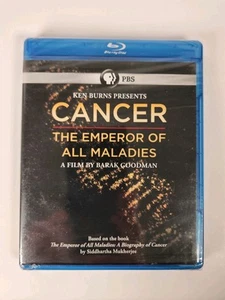 PBS
KEN BURNS PRESENTS
CANCER
THE EMPEROR OF
ALL MALADIES
A FILM BY BARAK GOODMAN
Based on the book
The Emperor of All Maladies: A Biography of Cancer
by Siddhartha Mukherjee